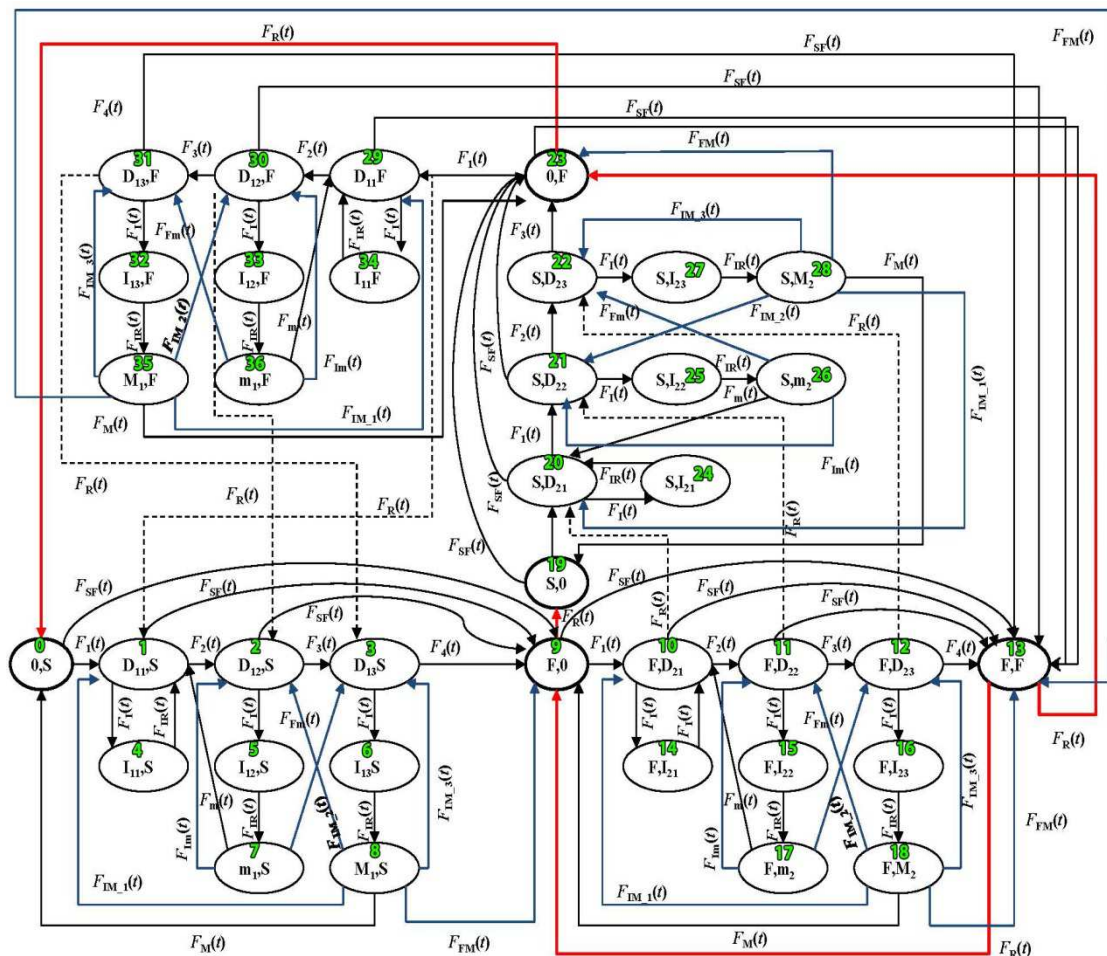 F_R(t)
F_SF(t)
F_FM(t)
F_SF(t)
F_4(t)
F_SF(t)
31
30
29
23
F_3(t)
F_2(t)
F_1(t)
F_FM(t)
D_13,F
D_12,F
D_11F
0,F
F_I(t)
F_Fm(t)
F_I(t)
F_IR(t)
F_I(t)
F_3(t)
F_IM_3(t)
F_IM_3(t)
32
33
34
22
27
28
I_13,F
I_12,F
I_11F
S,D_23
F_I(t)
S,I_23
F_IR(t)
S,M_2
F_M(t)
F_IR(t)
F_IM_2(t)
F_IR(t)
F_m(t)
F_SF(t)
F_2(t)
F_Fm(t)
F_IM_2(t)
F_R(t)
35
36
F_Im(t)
21
25
26
M_1,F
m_1,F
S,D_22
F_I(t)
S,I_22
F_IR(t)
F_m(t)
S,m_2
F_IM_1(t)
F_M(t)
F_IM_1(t)
F_1(t)
F_Im(t)
F_R(t)
F_R(t)
F_R(t)
F_SF(t)
20
24
S,D_21
F_IR(t)
F_I(t)
S,I_21
F_R(t)
F_SF(t)
19
S,0
F_SF(t)
F_SF(t)
F_SF(t)
F_R(t)
F_R(t)
F_SF(t)
F_SF(t)
0
1
2
3
9
10
11
12
13
0,S
F_1(t)
D_11,S
F_2(t)
D_12,S
F_3(t)
D_13S
F_4(t)
F,0
F_1(t)
F,D_21
F_2(t)
F,D_22
F_3(t)
F,D_23
F_4(t)
F,F
F_I(t)
F_IR(t)
F_I(t)
F_Fm(t)
F_I(t)
F_I(t)
F_I(t)
F_I(t)
F_Fm(t)
F_I(t)
F_R(t)
4
5
6
14
15
16
I_11,S
I_12,S
I_13S
F,I_21
F,I_22
F,I_23
F_m(t)
F_IR(t)
F_IM_2(t)
F_IR(t)
F_IM_3(t)
F_m(t)
F_IR(t)
F_IM_2(t)
F_IR(t)
F_IM_3(t)
F_Im(t)
F_Im(t)
7
8
17
18
m_1,S
M_1,S
F,m_2
F,M_2
F_FM(t)
F_IM_1(t)
F_IM_1(t)
F_M(t)
F_FM(t)
F_M(t)
F_R(t)